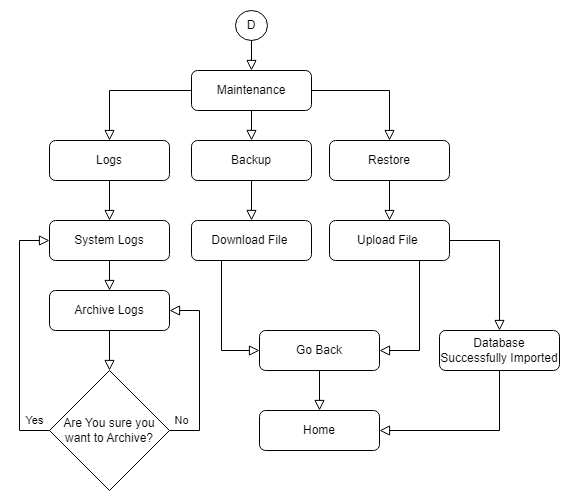 D
Maintenance
Logs
Backup
Restore
System Logs
Download File
Upload File
Archive Logs
Go Back
Database
Successfully Imported
Yes
Are You sure you
want to Archive?
No
Home